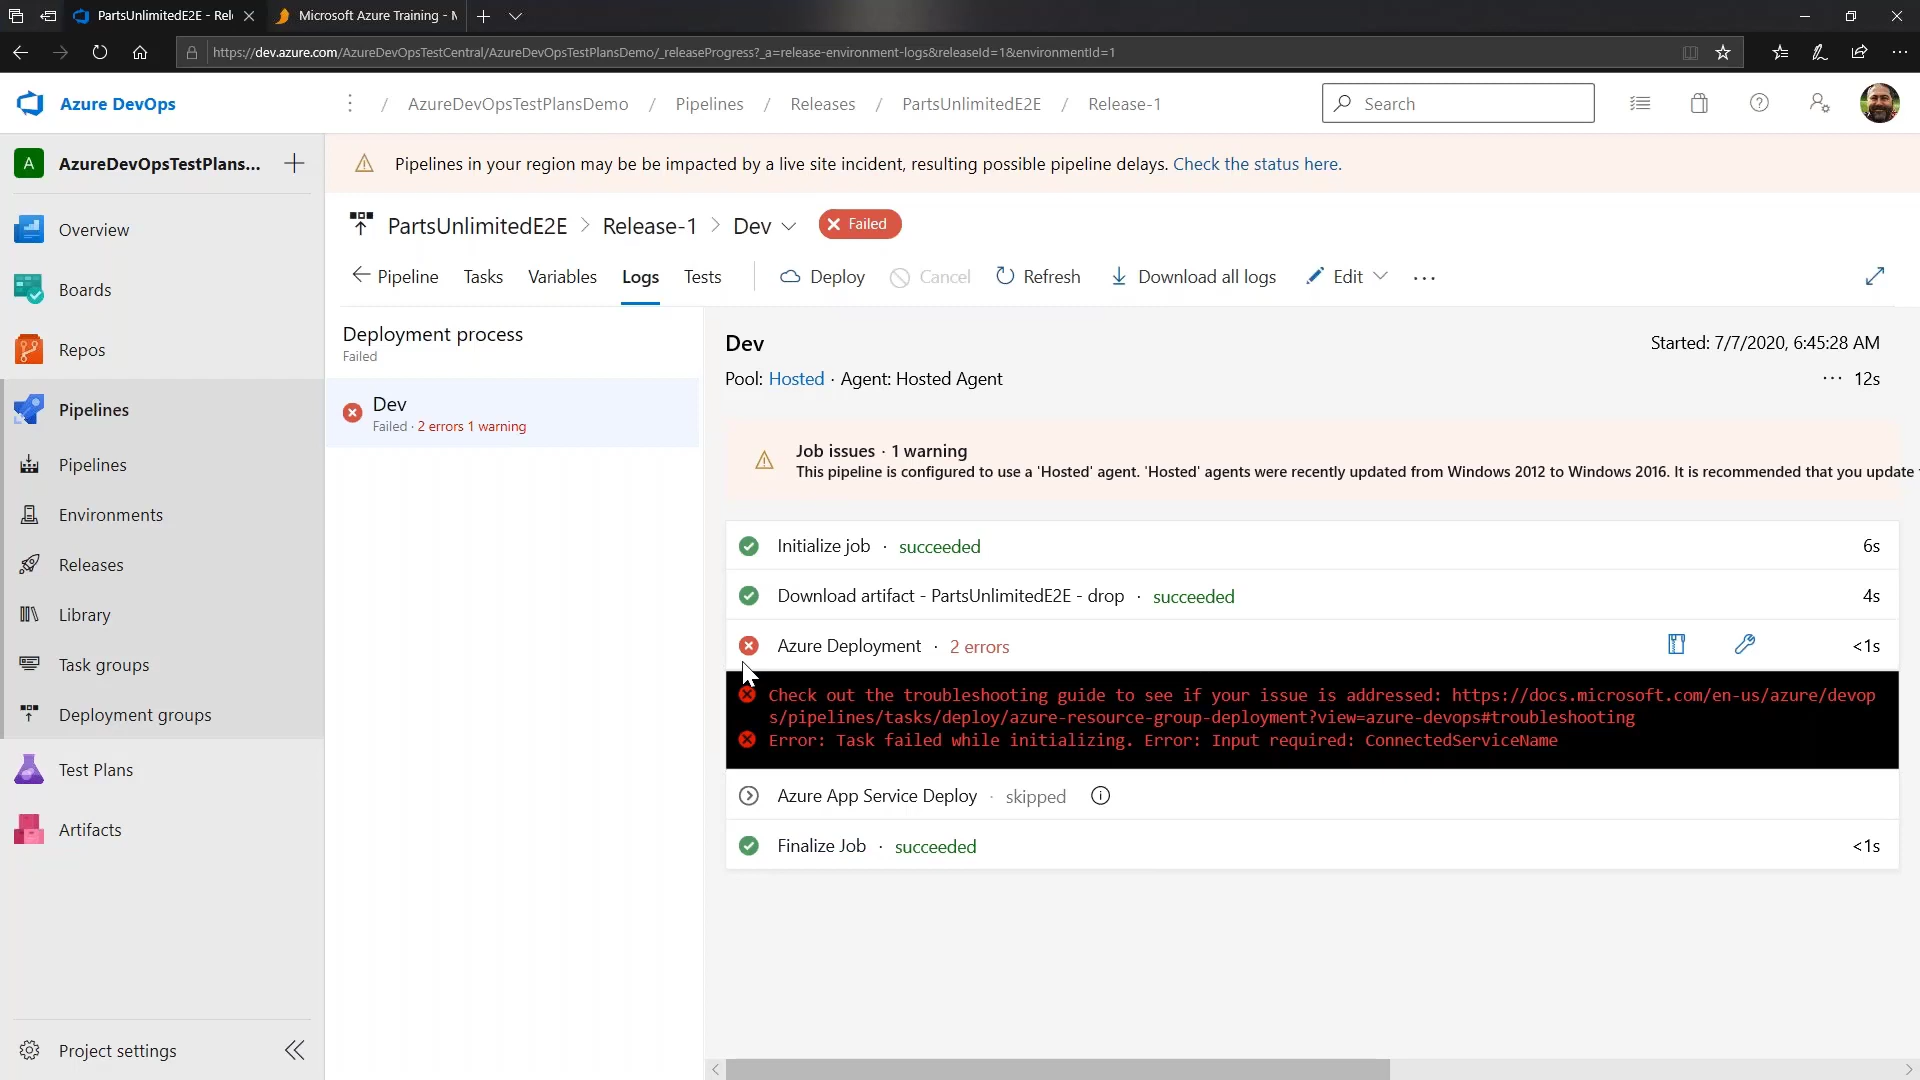 PartsUnlimitedE2E - Rel
Microsoft Azure Training - M
https://dev.azure.com/AzureDevOpsTestCentral/AzureDevOpsTestPlansDemo/_releaseProgress?_a=release-environment-logs&releaseId=1&environmentId=1
Azure DevOps
/ AzureDevOpsTestPlansDemo / Pipelines / Releases / PartsUnlimitedE2E / Release-1
Search
A AzureDevOpsTestPlans...
Pipelines in your region may be be impacted by a live site incident, resulting possible pipeline delays. Check the status here.
PartsUnlimitedE2E > Release-1 > Dev
Failed
Pipeline Tasks Variables Logs Tests Deploy Cancel Refresh Download all logs Edit ...
Overview
Boards
Repos
Pipelines
Pipelines
Environments
Releases
Library
Task groups
Deployment groups
Test Plans
Artifacts
Project settings
Deployment process
Failed
Dev
Failed · 2 errors 1 warning
Dev
Started: 7/7/2020, 6:45:28 AM
Pool: Hosted · Agent: Hosted Agent
··· 12s
Job issues · 1 warning
This pipeline is configured to use a 'Hosted' agent. 'Hosted' agents were recently updated from Windows 2012 to Windows 2016. It is recommended that you update
Initialize job · succeeded 6s
Download artifact - PartsUnlimitedE2E - drop · succeeded 4s
Azure Deployment · 2 errors <1s
Check out the troubleshooting guide to see if your issue is addressed: https://docs.microsoft.com/en-us/azure/devop
s/pipelines/tasks/deploy/azure-resource-group-deployment?view=azure-devops#troubleshooting
Error: Task failed while initializing. Error: Input required: ConnectedServiceName
Azure App Service Deploy · skipped
Finalize Job · succeeded <1s